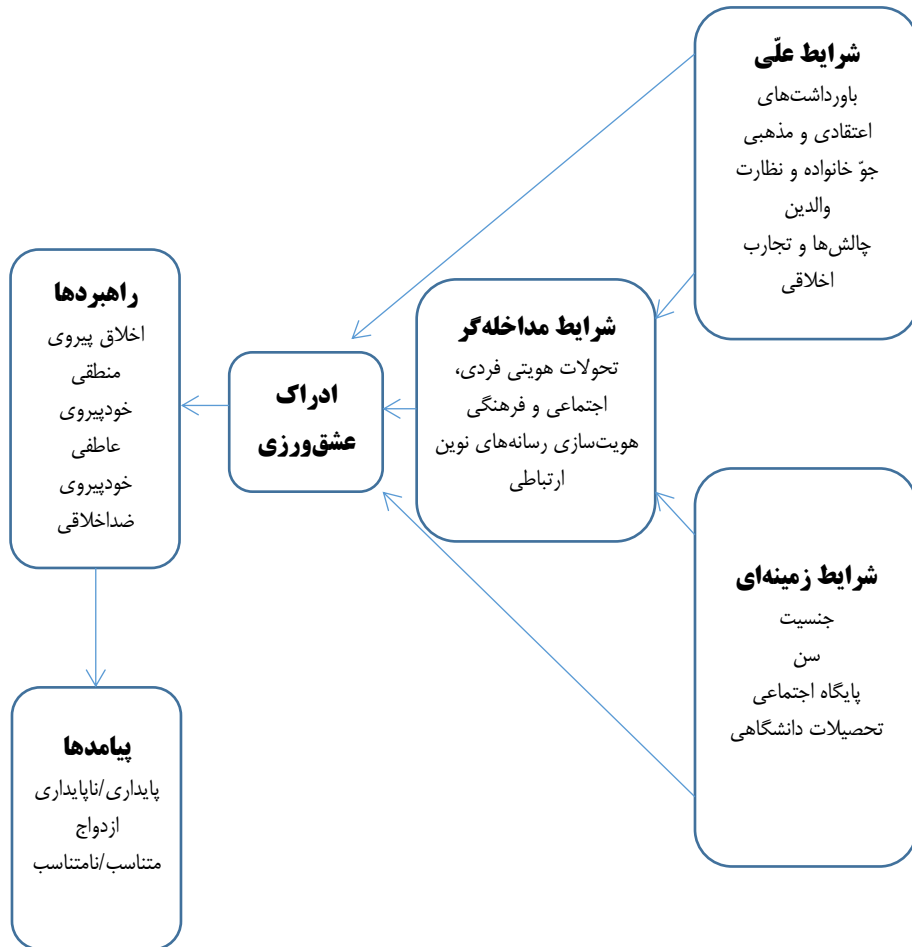 شرایط علّی
باورداشت‌های
اعتقادی و مذهبی
جوّ خانواده و نظارت
والدین
چالش‌ها و تجارب
اخلاقی
شرایط زمینه‌ای
جنسیت
سن
پایگاه اجتماعی
تحصیلات دانشگاهی
شرایط مداخله‌گر
تحولات هویتی فردی،
اجتماعی و فرهنگی
هویت‌سازی رسانه‌های نوین
ارتباطی
ادراک
عشق‌ورزی
راهبردها
اخلاق پیروی
منطقی
خودپیروی
عاطفی
خودپیروی
ضداخلاقی
پیامدها
پایداری/ناپایداری
ازدواج
متناسب/نامتناسب